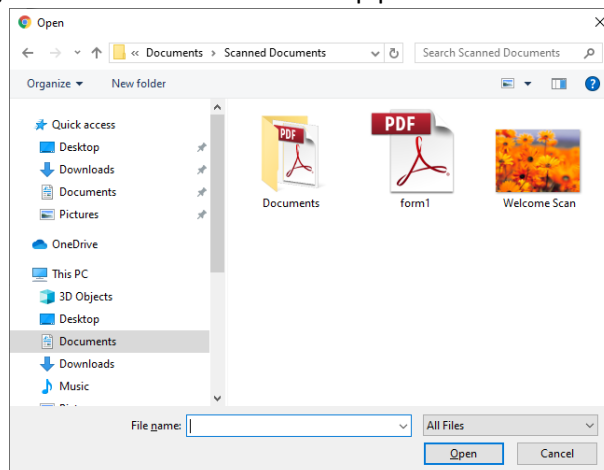 Open
« Documents › Scanned Documents
Search Scanned Documents
Organize
New folder
Quick access
Desktop
Downloads
Documents
Pictures
OneDrive
This PC
3D Objects
Desktop
Documents
Downloads
Music
PDF
Documents
PDF
form1
Welcome Scan
File name:
All Files
Open
Cancel